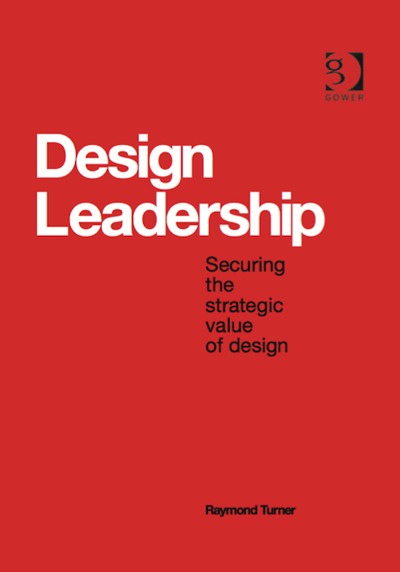 g
GOWER
Design
Leadership
Securing
the
strategic
value
of design
Raymond Turner